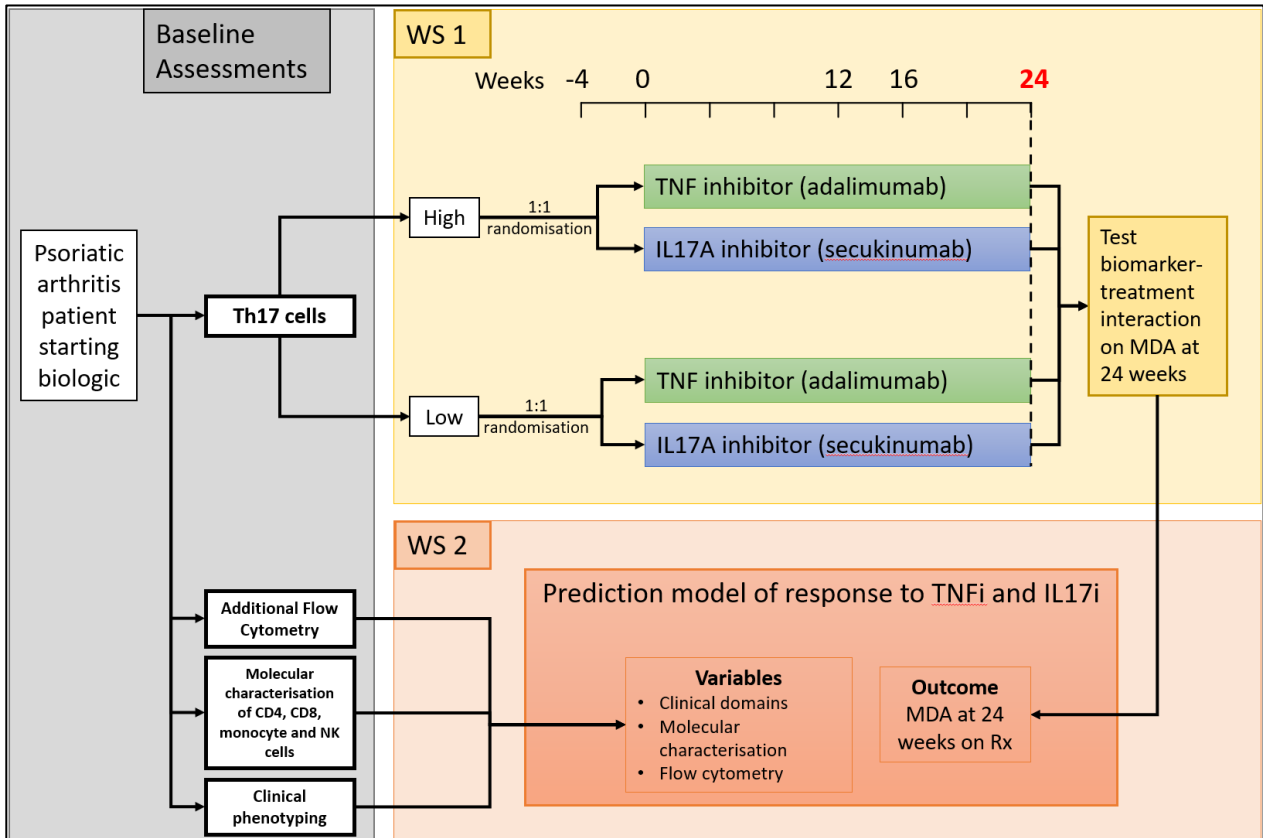 Baseline
Assessments
Psoriatic
arthritis
patient
starting
biologic
Th17 cells
Additional Flow
Cytometry
Molecular
characterisation
of CD4, CD8,
monocyte and NK
cells
Clinical
phenotyping
WS 1
Weeks -4 0 12 16 24
High
1:1
randomisation
TNF inhibitor (adalimumab)
IL17A inhibitor (secukinumab)
Low
1:1
randomisation
TNF inhibitor (adalimumab)
IL17A inhibitor (secukinumab)
Test
biomarker-
treatment
interaction
on MDA at
24 weeks
WS 2
Prediction model of response to TNFi and IL17i
Variables
• Clinical domains
• Molecular
characterisation
• Flow cytometry
Outcome
MDA at 24
weeks on Rx